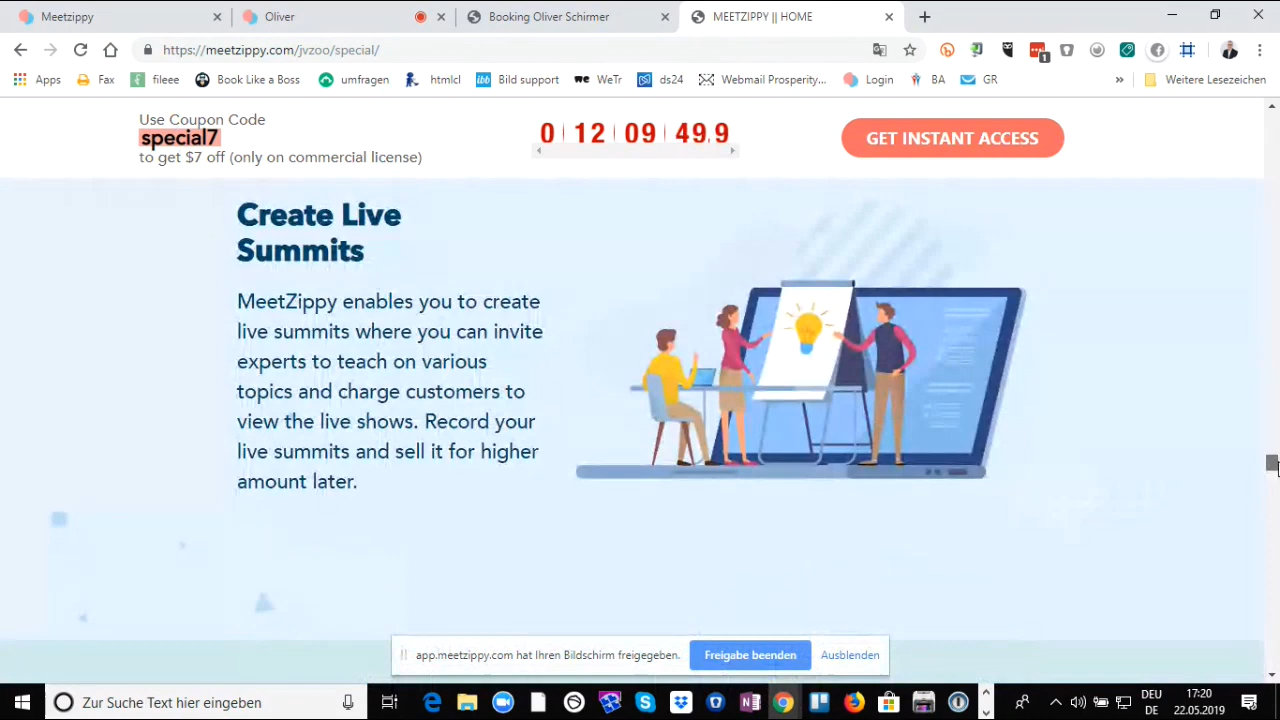 Meetzippy
Oliver
Booking Oliver Schirmer
MEETZIPPY || HOME
https://meetzippy.com/jvzoo/special/
1
Apps
Fax
fileee
Book Like a Boss
umfragen
htmlcl
ibb
Bild support
we
WeTr
ds24
Webmail Prosperity...
Login
BA
GR
»
Weitere Lesezeichen
Use Coupon Code
special7
to get $7 off (only on commercial license)
0 12 09 49.9
GET INSTANT ACCESS
Create Live
Summits
MeetZippy enables you to create
live summits where you can invite
experts to teach on various
topics and charge customers to
view the live shows. Record your
live summits and sell it for higher
amount later.
app.meetzippy.com hat Ihren Bildschirm freigegeben.
Freigabe beenden
Ausblenden
Zur Suche Text hier eingeben
DEU
DE
17:20
22.05.2019